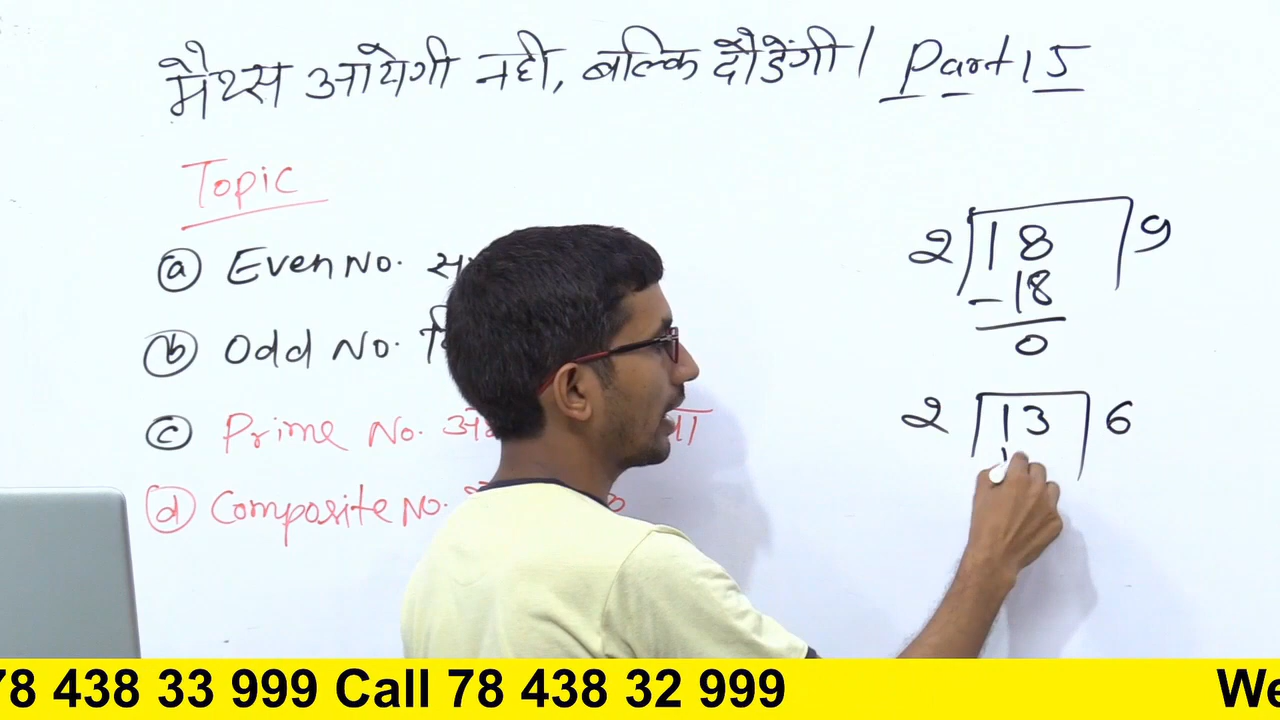 मैथ्स आयेगी नही, बल्कि दौडेंगी। Part 15
Topic
(a) Even No.
(b) Odd No.
(c) Prime No.
(d) Composite No.
2 18 9
-18
0
2 13 6
1
78 438 33 999 Call 78 438 32 999